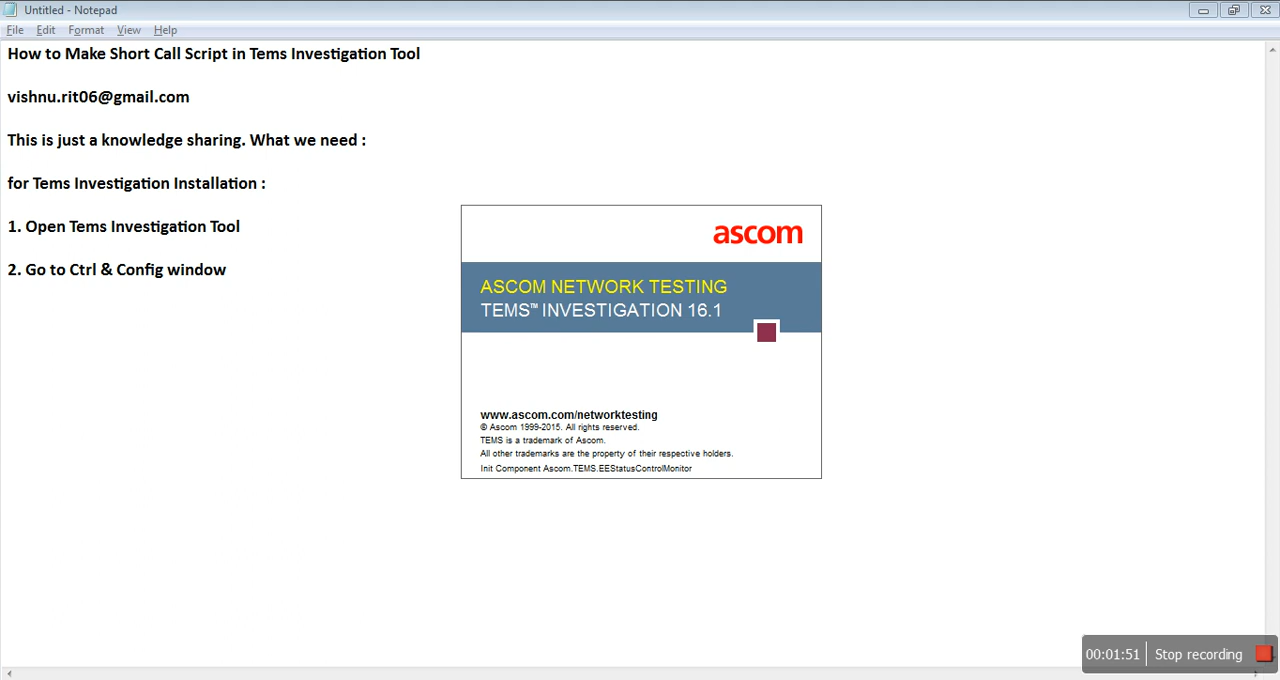 Untitled - Notepad
File Edit Format View Help
How to Make Short Call Script in Tems Investigation Tool
vishnu.rit06@gmail.com
This is just a knowledge sharing. What we need :
for Tems Investigation Installation :
1. Open Tems Investigation Tool
2. Go to Ctrl & Config window
ascom
ASCOM NETWORK TESTING
TEMS™ INVESTIGATION 16.1
www.ascom.com/networktesting
© Ascom 1999-2015. All rights reserved.
TEMS is a trademark of Ascom.
All other trademarks are the property of their respective holders.
Init Component Ascom.TEMS.EEStatusControlMonitor
00:01:51 Stop recording